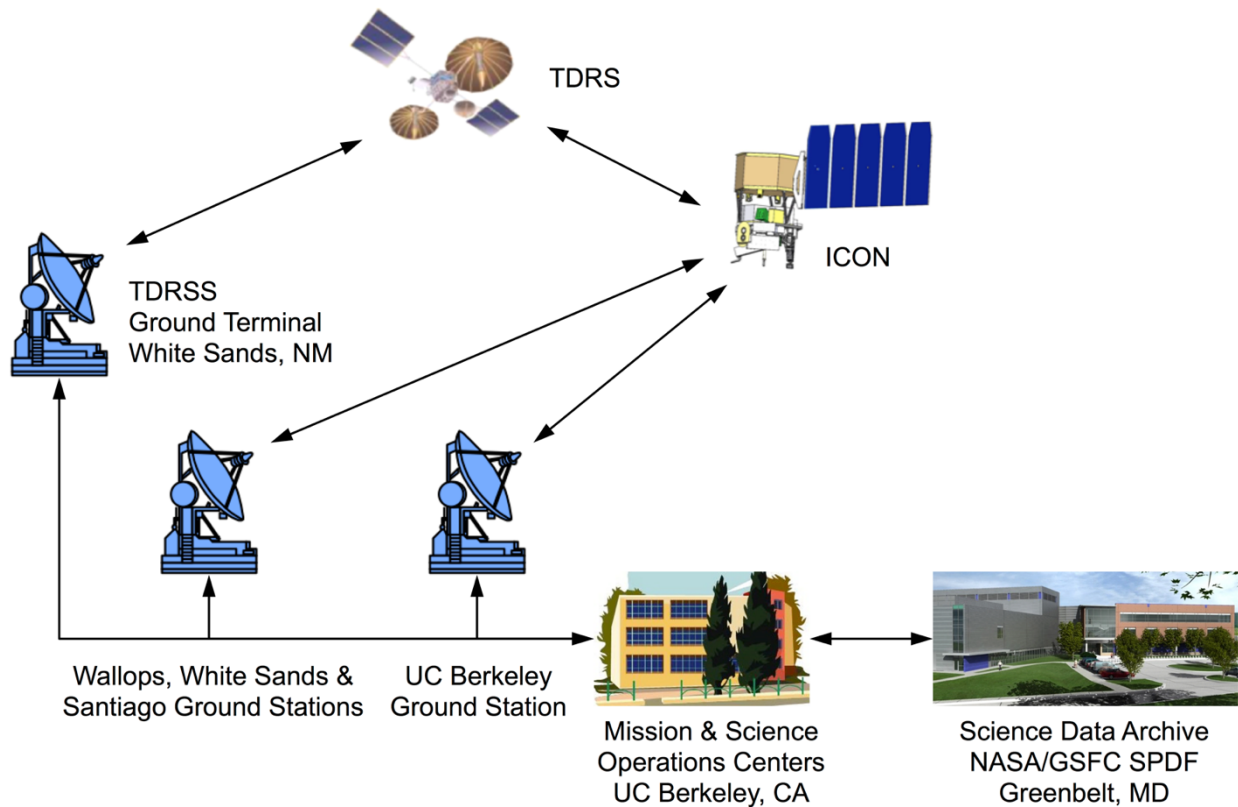 TDRS
ICON
TDRSS
Ground Terminal
White Sands, NM
Wallops, White Sands &
Santiago Ground Stations
UC Berkeley
Ground Station
Mission & Science
Operations Centers
UC Berkeley, CA
Science Data Archive
NASA/GSFC SPDF
Greenbelt, MD